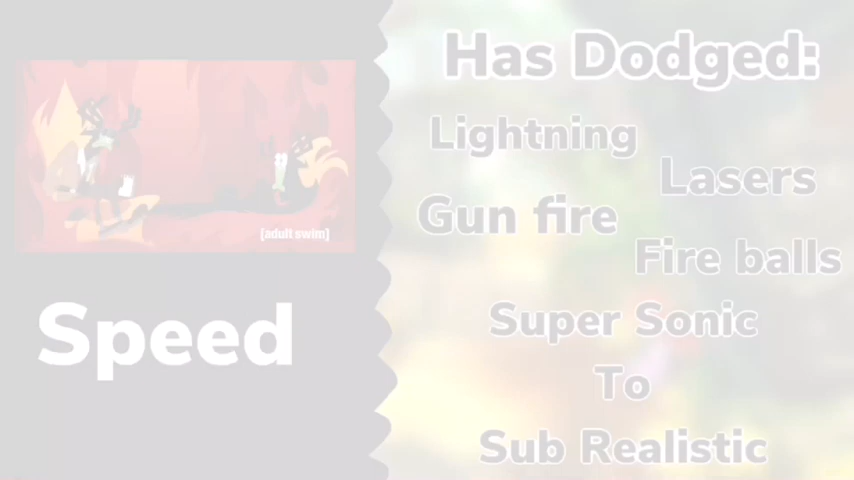 Has Dodged:
Lightning
Lasers
Gun fire
Fire balls
Super Sonic
To
Sub Realistic
[adult swim]
Speed